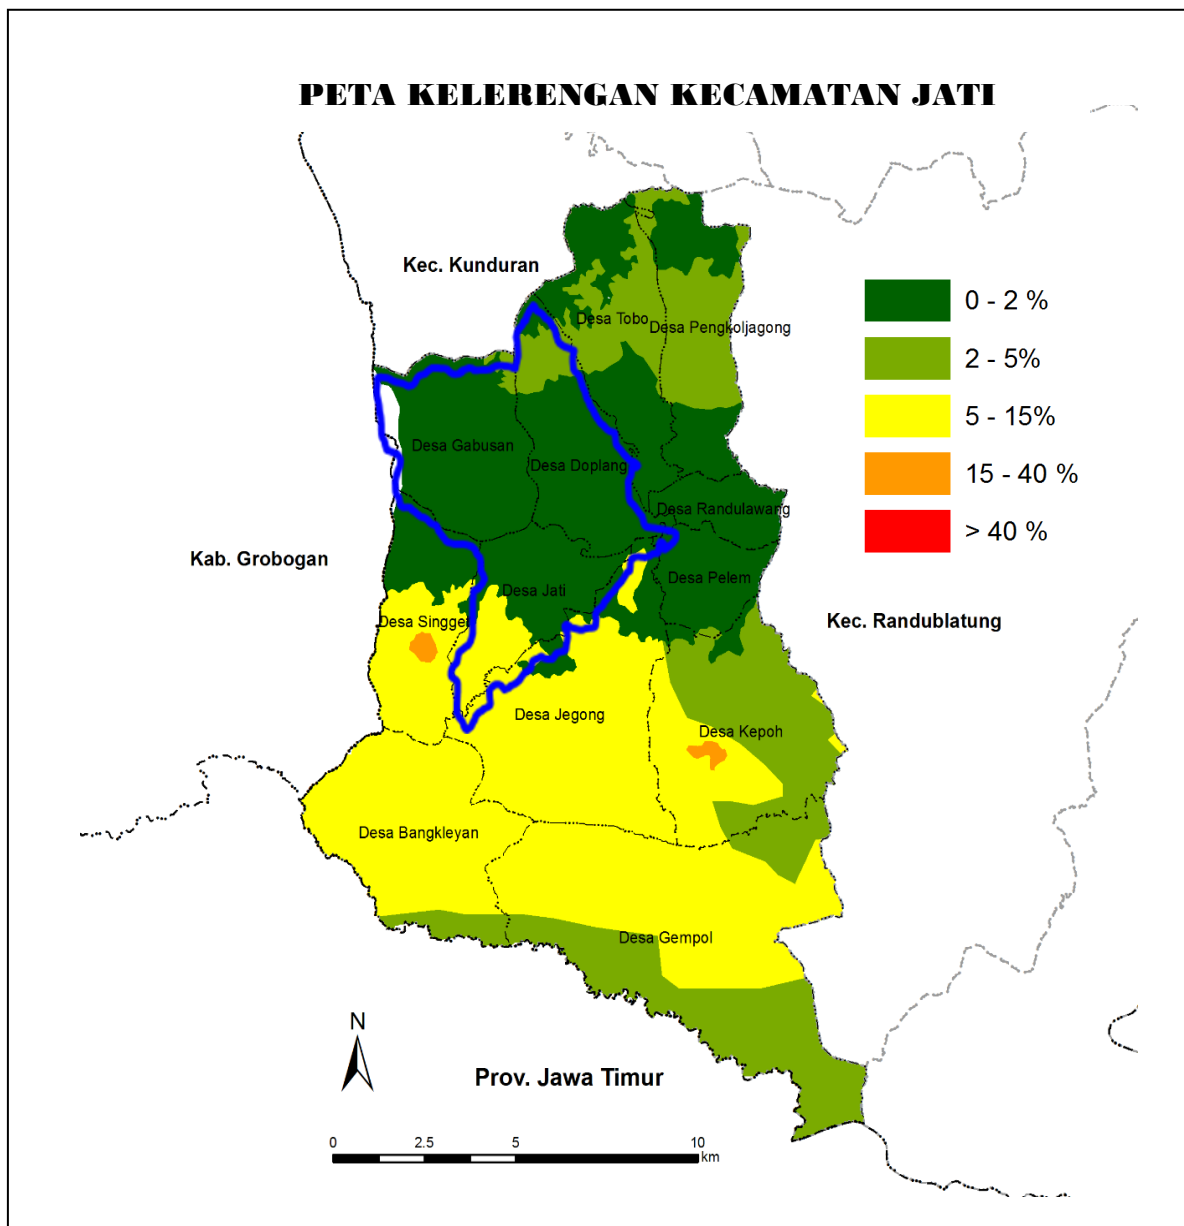 PETA KELERENGAN KECAMATAN JATI
Kec. Kunduran
0 - 2 %
Desa Tobo
Desa Pengkoljagong
2 - 5%
5 - 15%
Desa Gabusan
Desa Doplang
15 - 40 %
Desa Randulawang
> 40 %
Kab. Grobogan
Desa Jati
Desa Pelem
Desa Singget
Kec. Randublatung
Desa Jegong
Desa Kepoh
Desa Bangkleyan
Desa Gempol
N
Prov. Jawa Timur
0 2.5 5 10
km